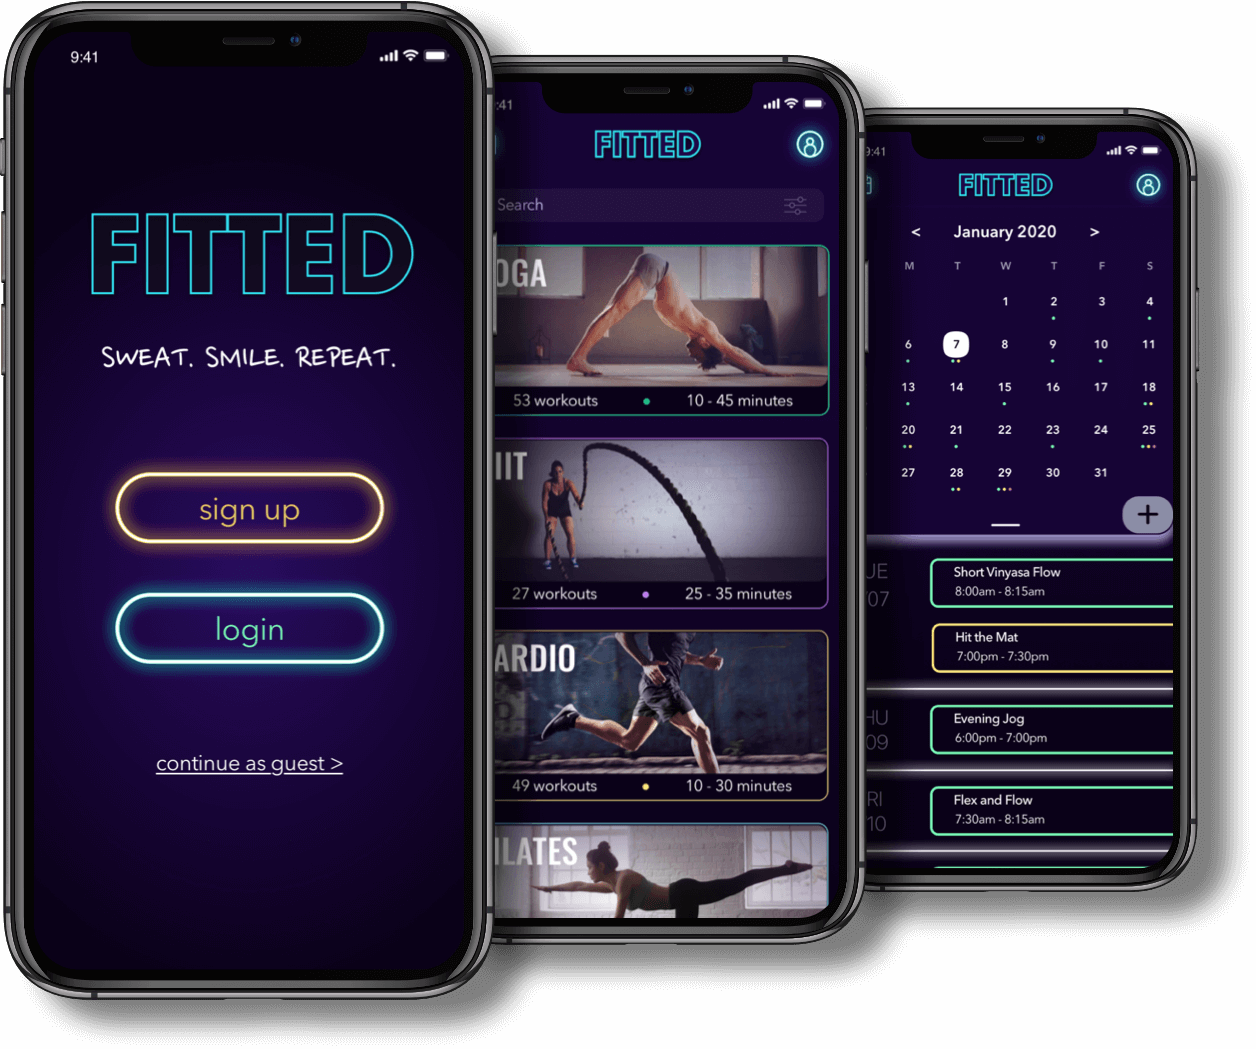 9:41
FITTED
SWEAT. SMILE. REPEAT.
sign up
login
continue as guest >
:41
FITTED
Search
OGA
53 workouts • 10 - 45 minutes
IIT
27 workouts • 25 - 35 minutes
ARDIO
49 workouts • 10 - 30 minutes
ILATES
9:41
FITTED
< January 2020 >
M T W T F S
1 2 3 4
6 7 8 9 10 11
13 14 15 16 17 18
20 21 22 23 24 25
27 28 29 30 31
+
UE
07
Short Vinyasa Flow
8:00am - 8:15am
Hit the Mat
7:00pm - 7:30pm
HU
09
Evening Jog
6:00pm - 7:00pm
RI
10
Flex and Flow
7:30am - 8:15am